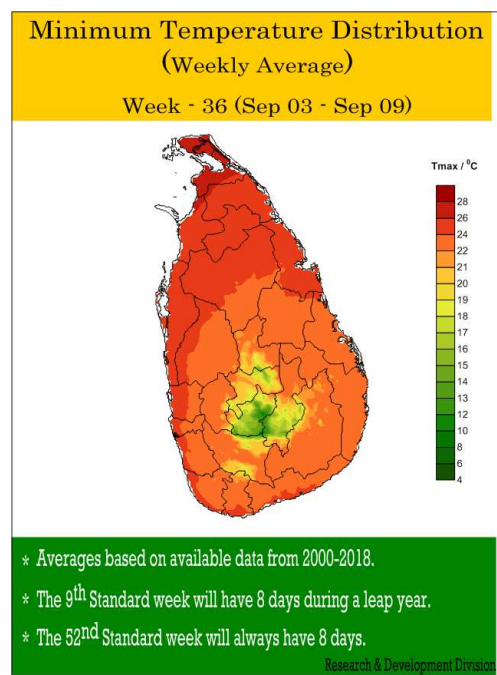 Minimum Temperature Distribution
(Weekly Average)
Week - 36 (Sep 03 - Sep 09)
Tmax / ⁰C
28
26
24
22
21
20
19
18
17
16
15
14
13
12
10
8
6
4
* Averages based on available data from 2000-2018.
* The 9th Standard week will have 8 days during a leap year.
* The 52nd Standard week will always have 8 days.
Research & Development Division